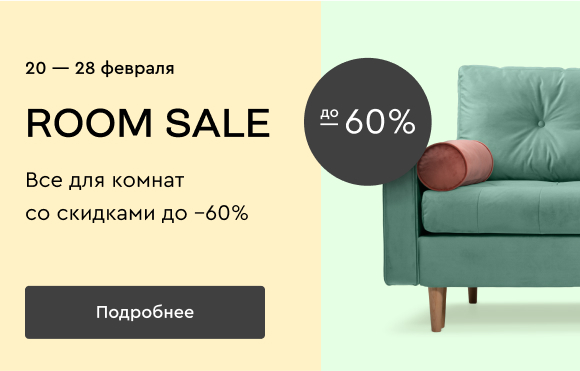 20 — 28 февраля
ROOM SALE
Все для комнат
со скидками до –60%
Подробнее
до 60%